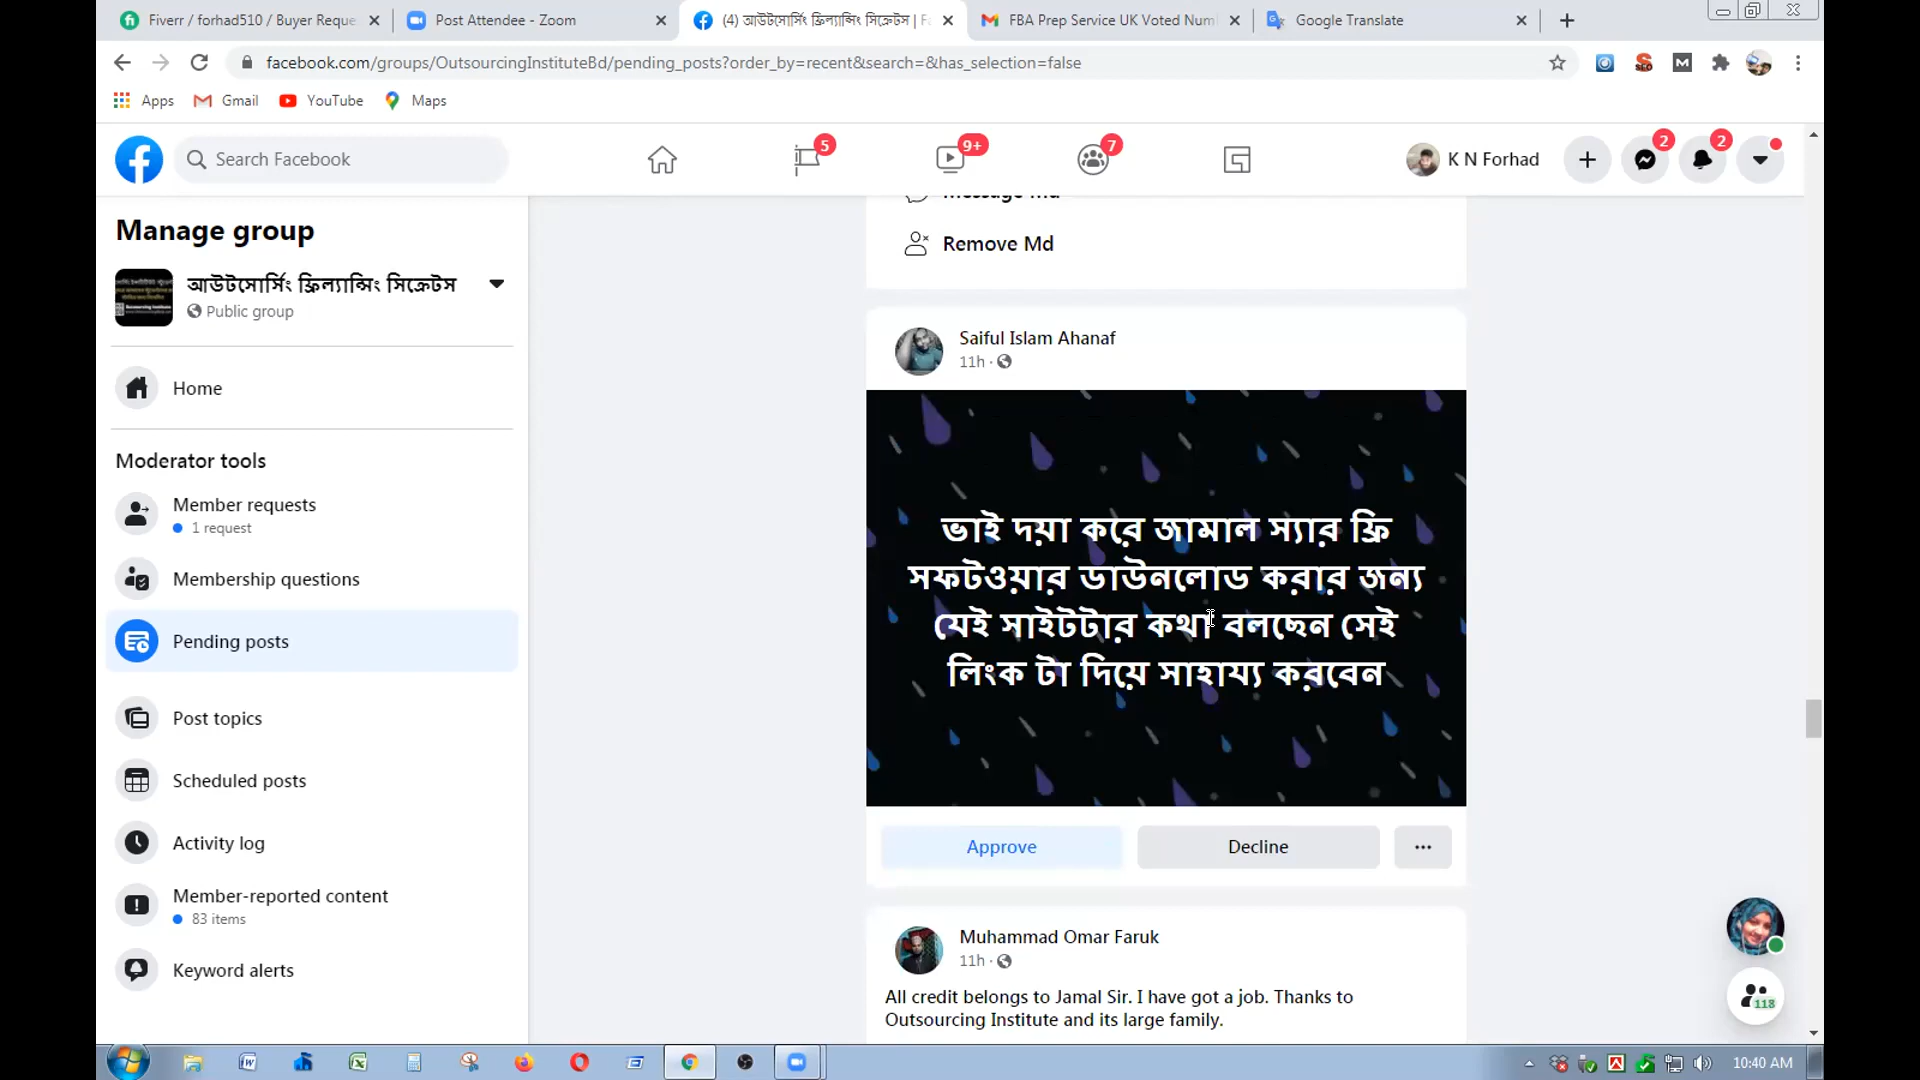 Fiverr / forhad510 / Buyer Reque
Post Attendee - Zoom
(4) আউটসোর্সিং ফ্রিল্যান্সিং সিক্রেটস | F
FBA Prep Service UK Voted Num
Google Translate
facebook.com/groups/OutsourcingInstituteBd/pending_posts?order_by=recent&search=&has_selection=false
Apps
Gmail
YouTube
Maps
Search Facebook
5
9+
7
K N Forhad
2
2
Manage group
আউটসোর্সিং ফ্রিল্যান্সিং সিক্রেটস
Public group
Home
Moderator tools
Member requests
1 request
Membership questions
Pending posts
Post topics
Scheduled posts
Activity log
Member-reported content
83 items
Keyword alerts
Message Md
Remove Md
Saiful Islam Ahanaf
11h ·
ভাই দয়া করে জামাল স্যার ফ্রি
সফটওয়ার ডাউনলোড করার জন্য
যেই সাইটটার কথা বলছেন সেই
লিংক টা দিয়ে সাহায্য করবেন
Approve
Decline
Muhammad Omar Faruk
11h ·
All credit belongs to Jamal Sir. I have got a job. Thanks to
Outsourcing Institute and its large family.
118
10:40 AM